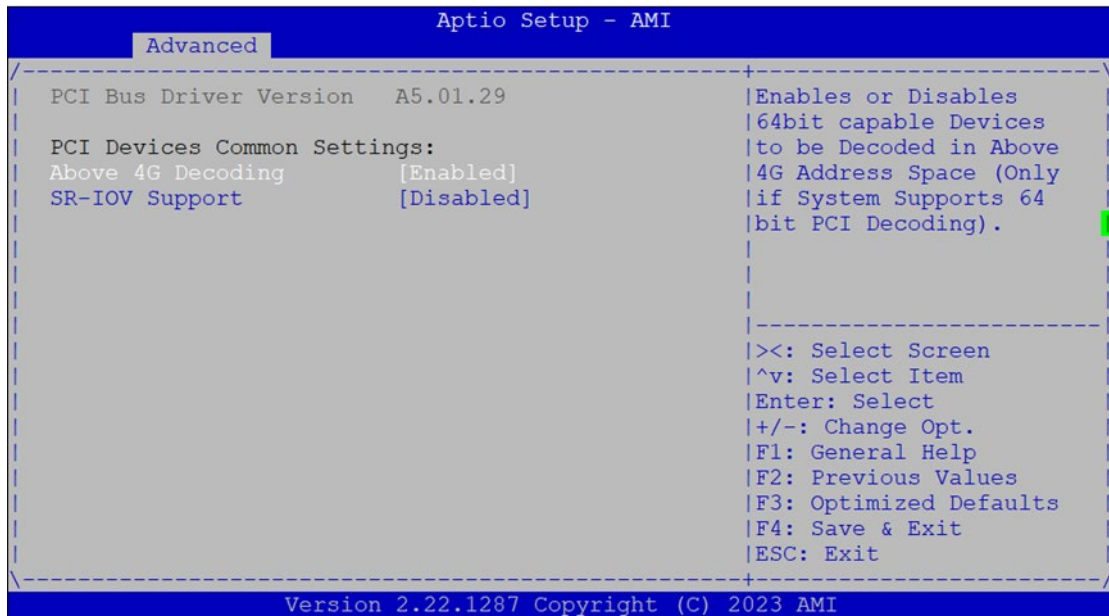 Aptio Setup - AMI
Advanced
PCI Bus Driver Version A5.01.29
PCI Devices Common Settings:
Above 4G Decoding [Enabled]
SR-IOV Support [Disabled]
Enables or Disables
64bit capable Devices
to be Decoded in Above
4G Address Space (Only
if System Supports 64
bit PCI Decoding).
><: Select Screen
^v: Select Item
Enter: Select
+/-: Change Opt.
F1: General Help
F2: Previous Values
F3: Optimized Defaults
F4: Save & Exit
ESC: Exit
Version 2.22.1287 Copyright (C) 2023 AMI